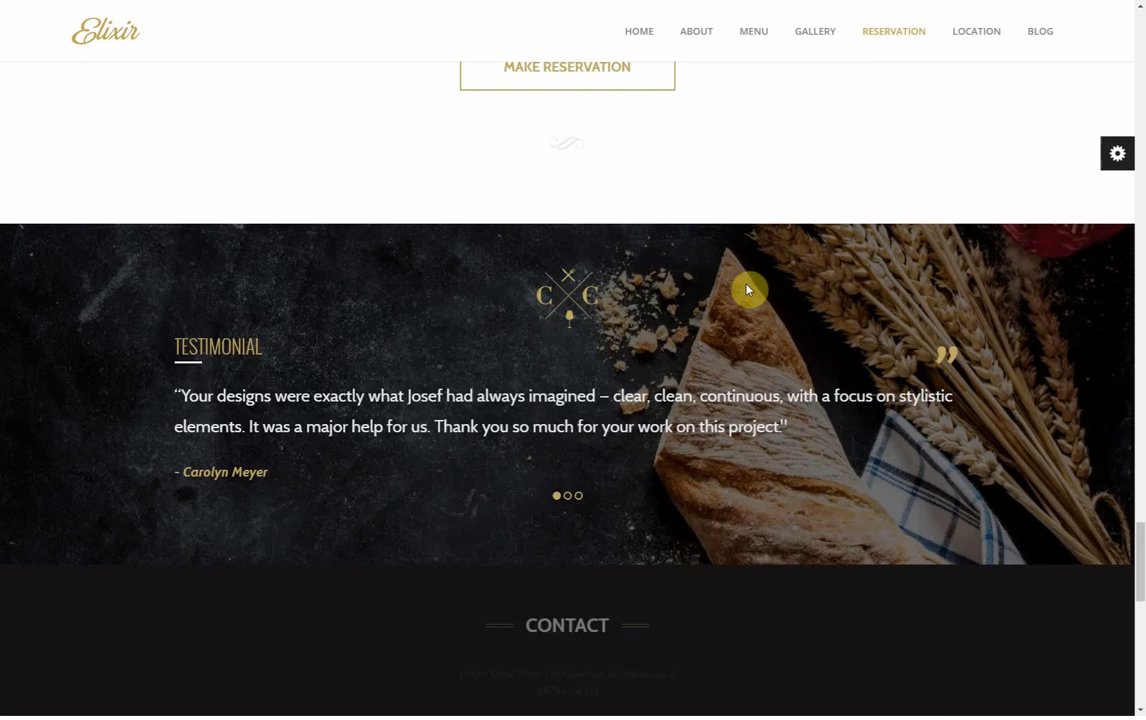 Elixir
HOME ABOUT MENU GALLERY RESERVATION LOCATION BLOG
MAKE RESERVATION
C C
TESTIMONIAL
”
“Your designs were exactly what Josef had always imagined – clear, clean, continuous, with a focus on stylistic
elements. It was a major help for us. Thank you so much for your work on this project."
- Carolyn Meyer
CONTACT